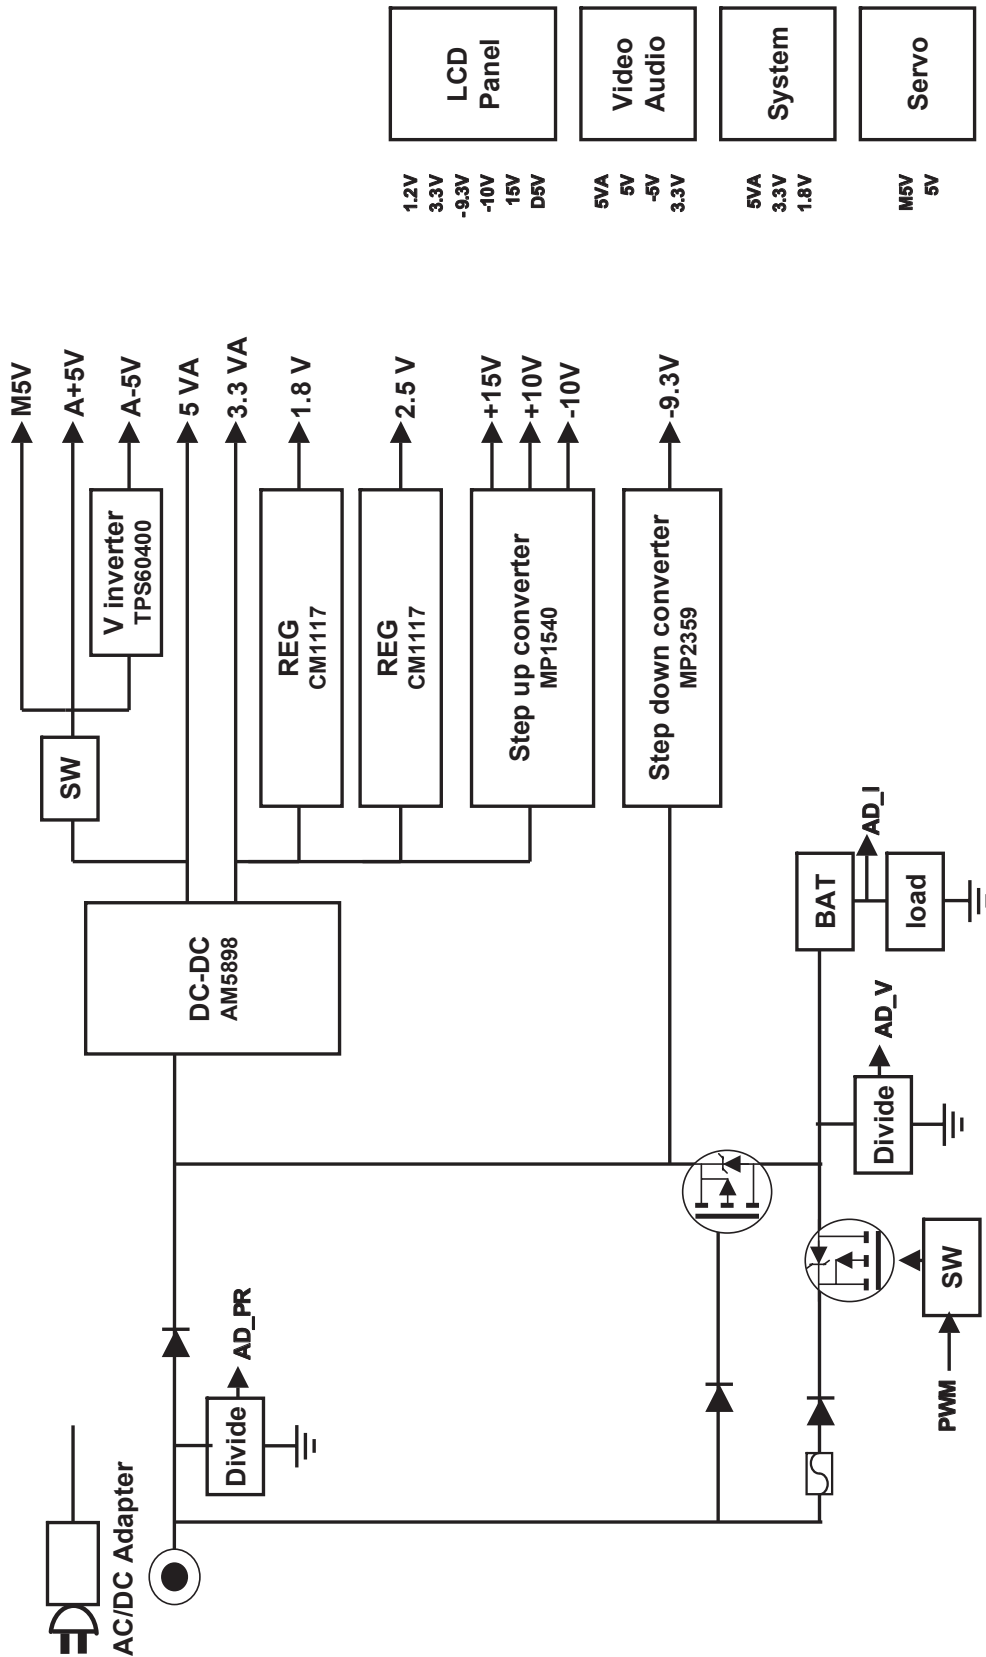 M5V
A+5V
A-5V
5 VA
3.3 VA
1.8 V
2.5 V
+15V
+10V
-10V
-9.3V
V inverter
TPS60400
SW
REG
CM1117
REG
CM1117
Step up converter
MP1540
Step down converter
MP2359
DC-DC
AM5898
AC/DC Adapter
Divide
AD_PR
Divide
AD_V
BAT
AD_I
load
SW
PWM
LCD
Panel
1.2V
3.3V
-9.3V
-10V
15V
D5V
Video
Audio
5VA
5V
-5V
3.3V
System
5VA
3.3V
1.8V
Servo
M5V
5V